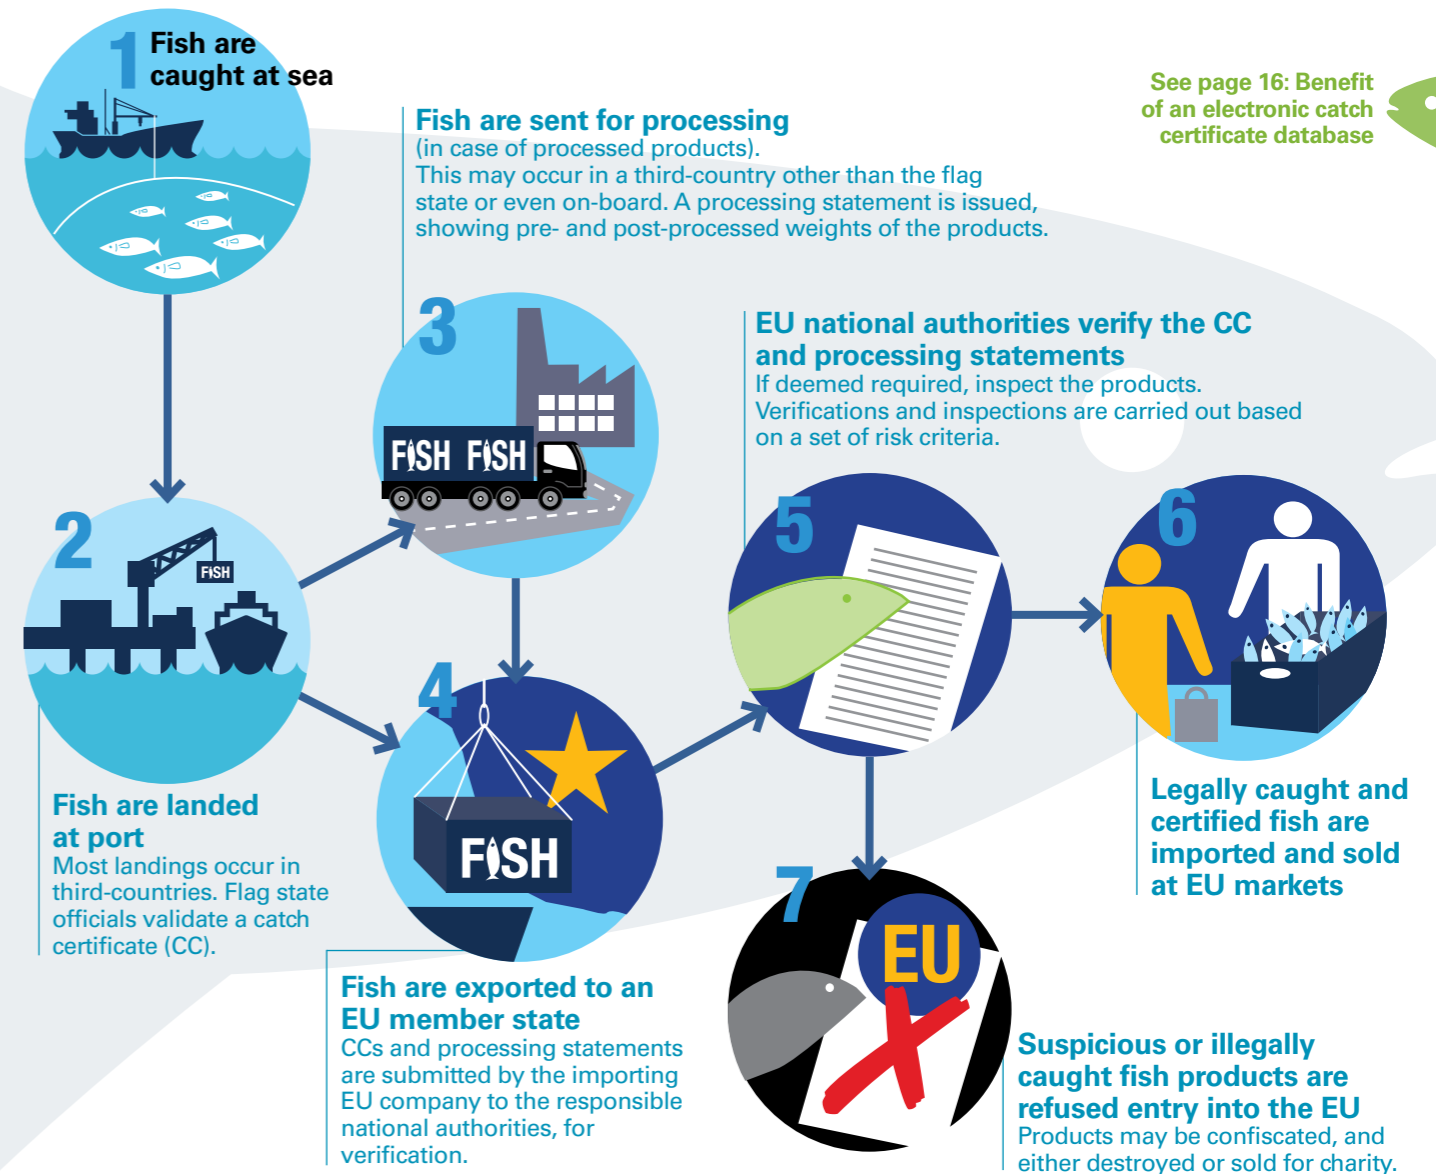 1
Fish are
caught at sea
See page 16: Benefit
of an electronic catch
certificate database
Fish are sent for processing
(in case of processed products).
This may occur in a third-country other than the flag
state or even on-board. A processing statement is issued,
showing pre- and post-processed weights of the products.
3
FISH FISH
EU national authorities verify the CC
and processing statements
If deemed required, inspect the products.
Verifications and inspections are carried out based
on a set of risk criteria.
2
FISH
Fish are landed
at port
Most landings occur in
third-countries. Flag state
officials validate a catch
certificate (CC).
4
FISH
Fish are exported to an
EU member state
CCs and processing statements
are submitted by the importing
EU company to the responsible
national authorities, for
verification.
5
6
Legally caught and
certified fish are
imported and sold
at EU markets
7
EU
Suspicious or illegally
caught fish products are
refused entry into the EU
Products may be confiscated, and
either destroyed or sold for charity.